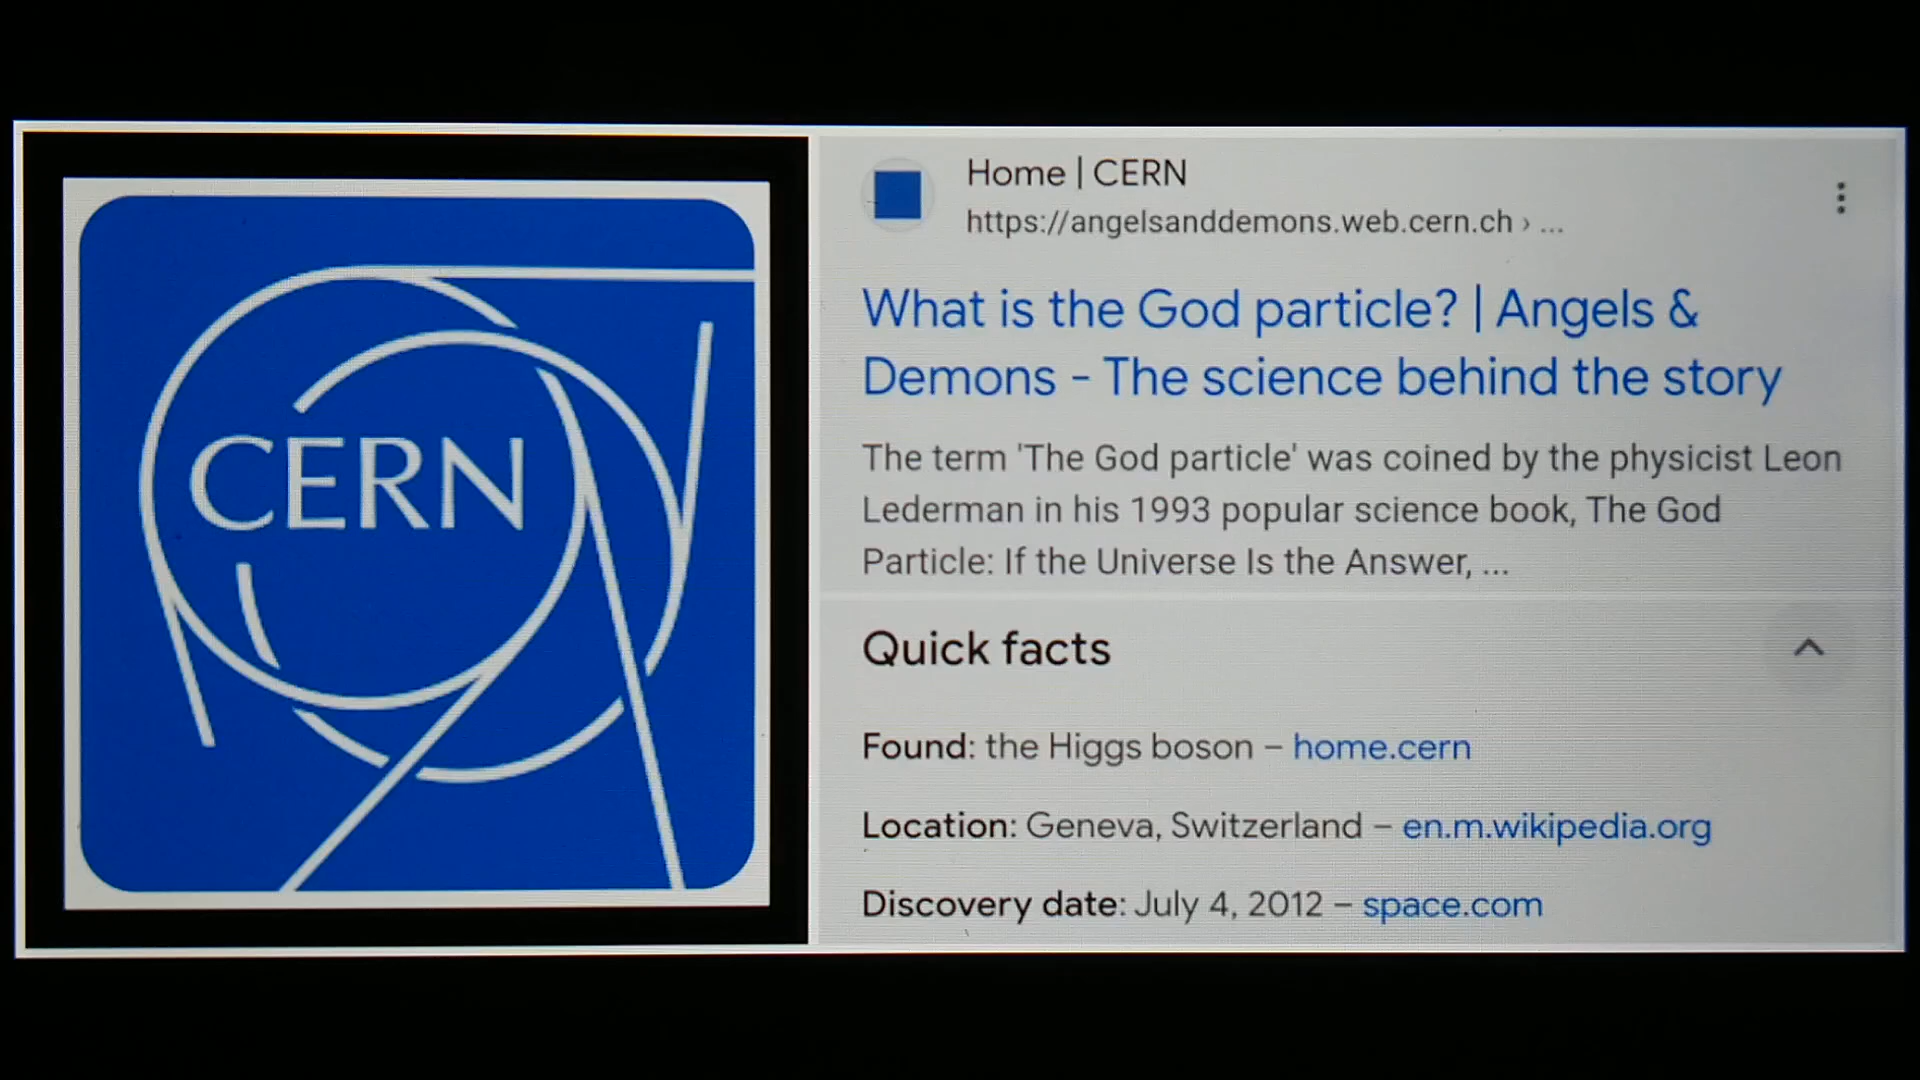 CERN
Home | CERN
https://angelsanddemons.web.cern.ch › ...
What is the God particle? | Angels &
Demons - The science behind the story
The term 'The God particle' was coined by the physicist Leon
Lederman in his 1993 popular science book, The God
Particle: If the Universe Is the Answer, ...
Quick facts
Found: the Higgs boson – home.cern
Location: Geneva, Switzerland – en.m.wikipedia.org
Discovery date: July 4, 2012 – space.com